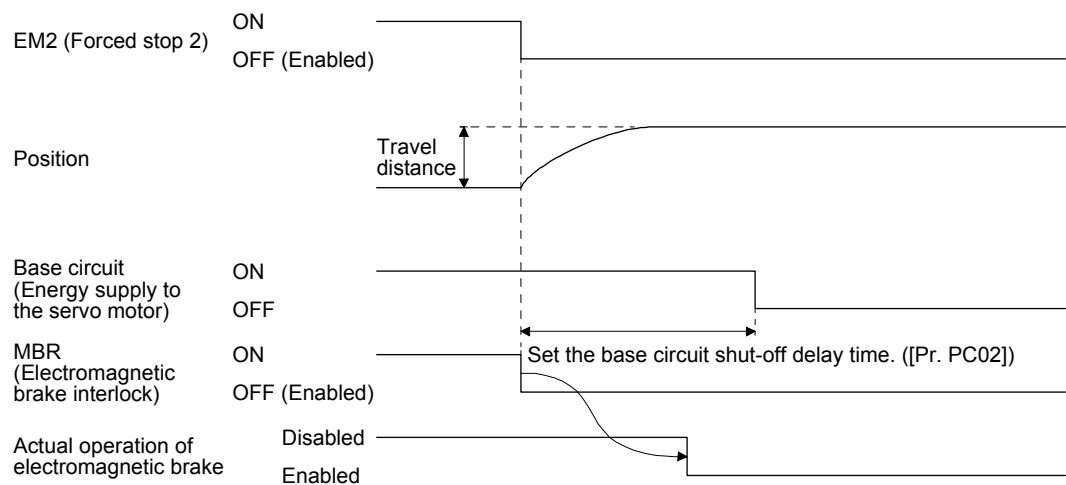 EM2 (Forced stop 2)
ON
OFF (Enabled)
Position
Travel
distance
Base circuit
(Energy supply to
the servo motor)
ON
OFF
Set the base circuit shut-off delay time. ([Pr. PC02])
MBR
(Electromagnetic
brake interlock)
ON
OFF (Enabled)
Actual operation of
electromagnetic brake
Disabled
Enabled